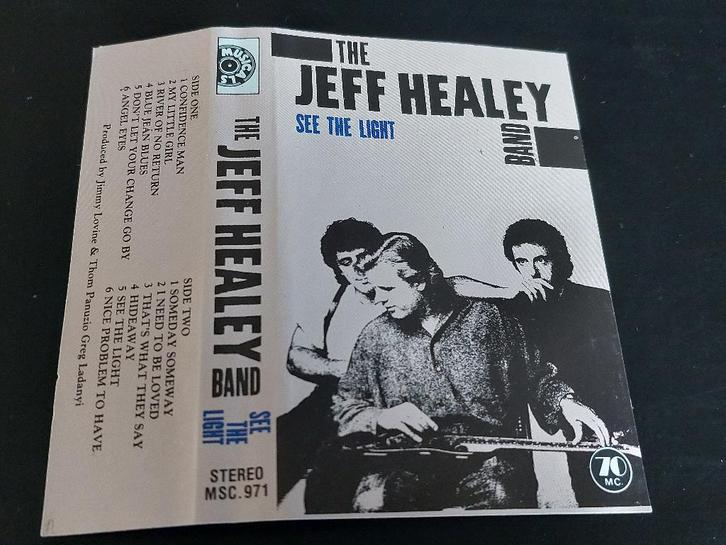 THE
JEFF HEALEY
BAND
SEE THE LIGHT
70
MC.
MUSICALS
THE JEFF HEALEY BAND
SEE THE LIGHT
STEREO
MSC.971
SIDE ONE
1 CONFIDENCE MAN
2 MY LITTLE GIRL
3 RIVER OF NO RETURN
4 BLUE JEAN BLUES
5 DON'T LET YOUR CHANGE GO BY
6 ANGEL EYES
SIDE TWO
1 SOMEDAY SOMEWAY
2 I NEED TO BE LOVED
3 THAT'S WHAT THEY SAY
4 HIDEAWAY
5 SEE THE LIGHT
6 NICE PROBLEM TO HAVE
Produced by Jimmy Lovine & Thom Panuzio Greg Ladanyi